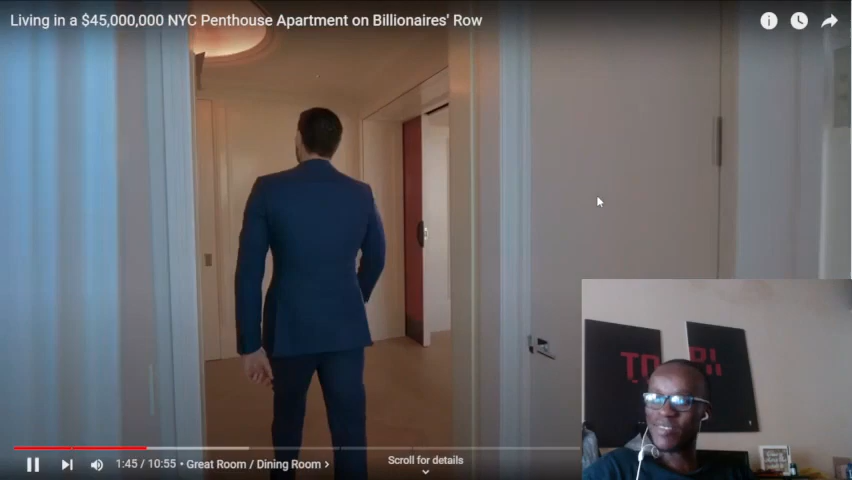 Living in a $45,000,000 NYC Penthouse Apartment on Billionaires' Row
1:45 / 10:55 • Great Room / Dining Room >
Scroll for details